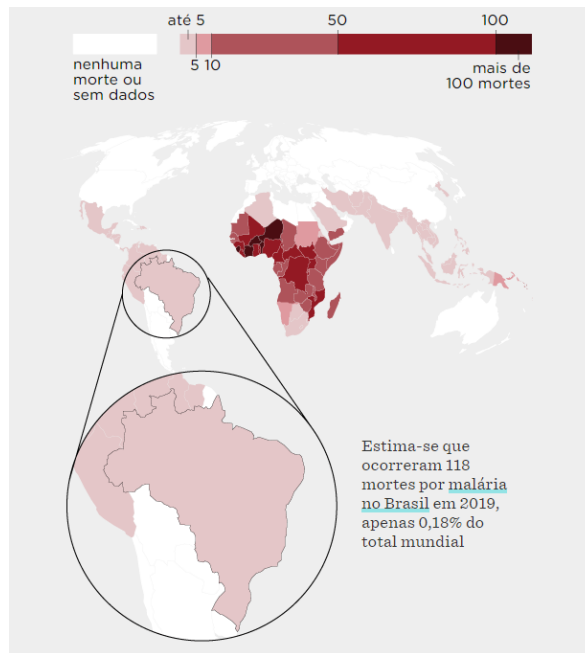 até 5
50
100
nenhuma
morte ou
sem dados
5 10
mais de
100 mortes
Estima-se que
ocorreram 118
mortes por malária
no Brasil em 2019,
apenas 0,18% do
total mundial